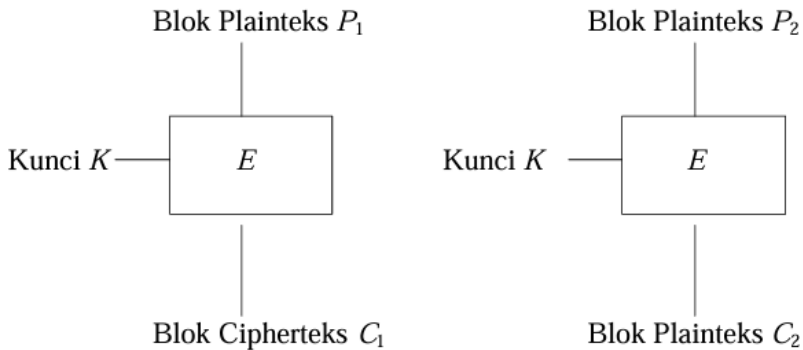 Blok Plainteks P₁
Blok Plainteks P₂
Kunci K
E
Kunci K
E
Blok Cipherteks C₁
Blok Plainteks C₂